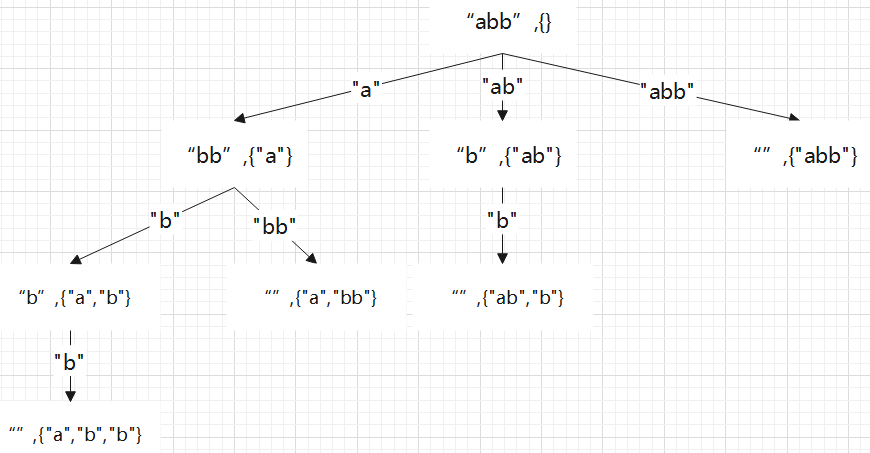 “abb” ,{}
"a"
"ab"
"abb"
“bb” ,{"a"}
“b” ,{"ab"}
“” ,{"abb"}
"b"
"bb"
"b"
“b” ,{"a","b"}
“” ,{"a","bb"}
“” ,{"ab","b"}
"b"
“” ,{"a","b","b"}